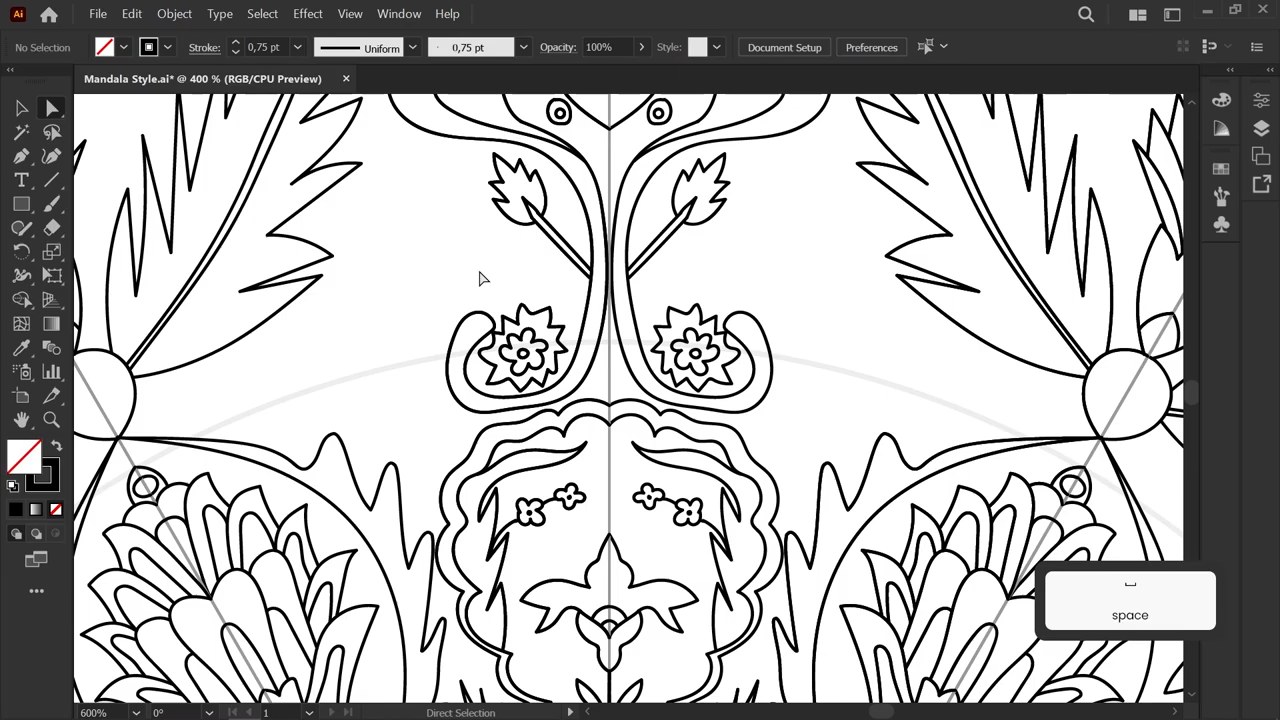 Ai File Edit Object Type Select Effect View Window Help
No Selection Stroke: 0,75 pt Uniform 0,75 pt Opacity: 100% Style: Document Setup Preferences
Mandala Style.ai* @ 400 % (RGB/CPU Preview)
space
600% 0° 1 Direct Selection